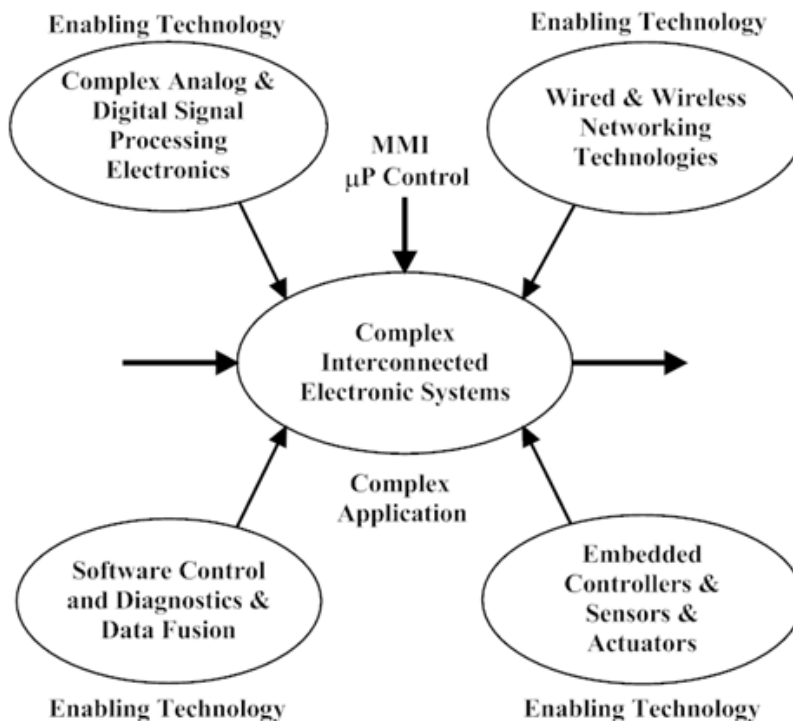 Enabling Technology
Complex Analog &
Digital Signal
Processing
Electronics
Enabling Technology
Wired & Wireless
Networking
Technologies
MMI
µP Control
Complex
Interconnected
Electronic Systems
Complex
Application
Software Control
and Diagnostics &
Data Fusion
Enabling Technology
Embedded
Controllers &
Sensors &
Actuators
Enabling Technology